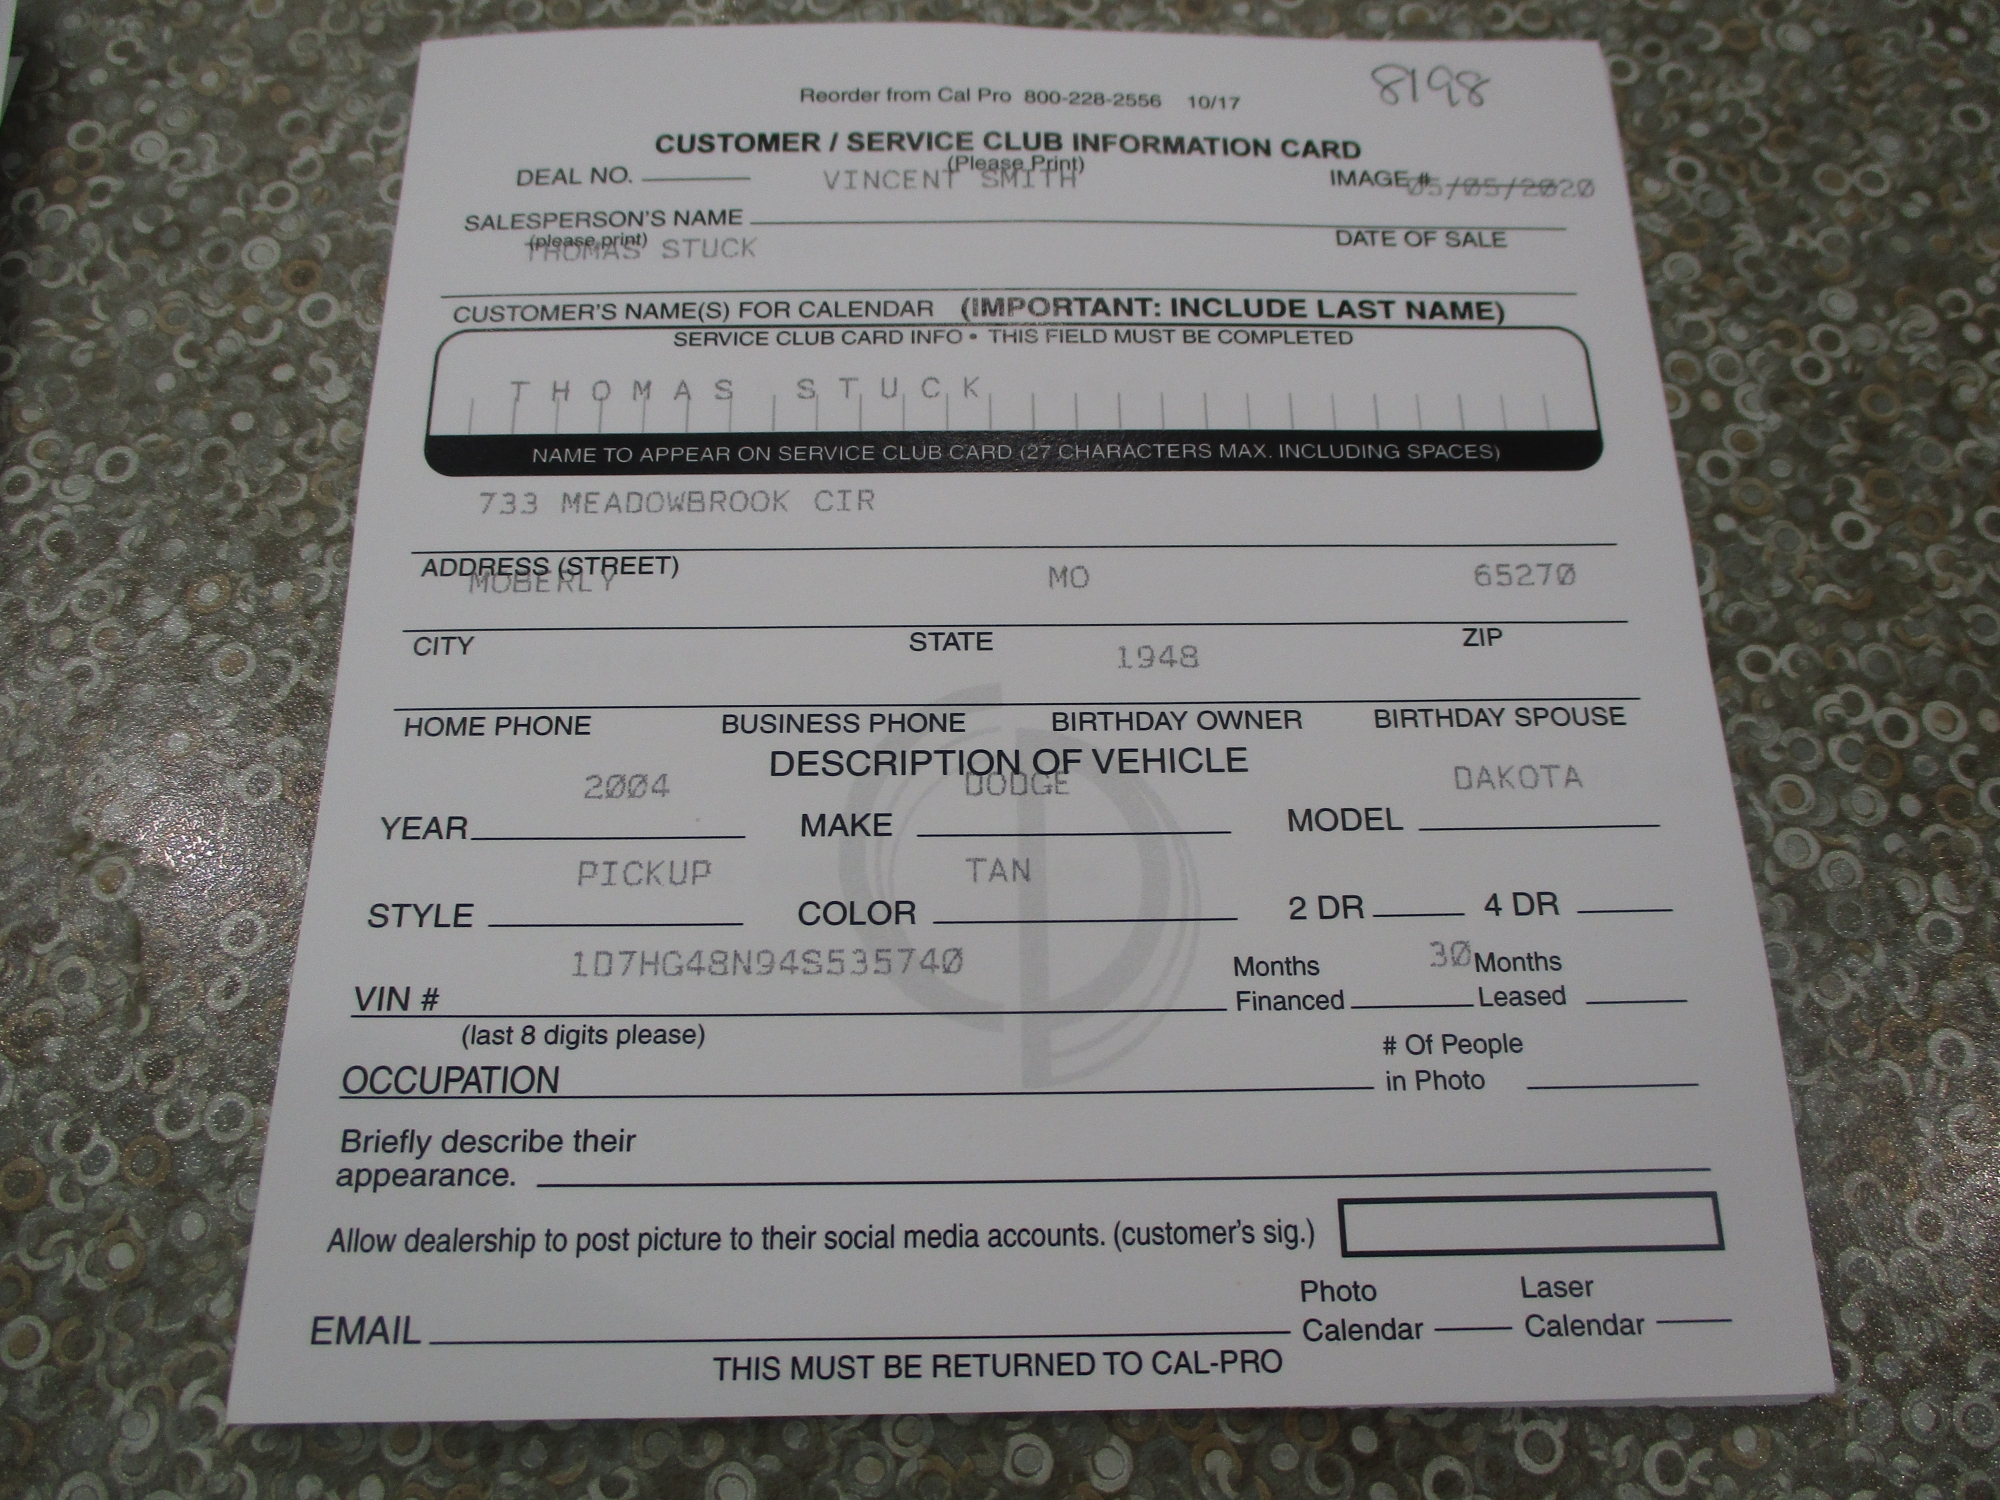 8198
Reorder from Cal Pro 800-228-2556 10/17
CUSTOMER / SERVICE CLUB INFORMATION CARD
(Please Print)
DEAL NO. VINCENT SMITH IMAGE # 05/05/2020
SALESPERSON'S NAME
(please print) DATE OF SALE
THOMAS STUCK
CUSTOMER'S NAME(S) FOR CALENDAR (IMPORTANT: INCLUDE LAST NAME)
SERVICE CLUB CARD INFO • THIS FIELD MUST BE COMPLETED
THOMAS STUCK
NAME TO APPEAR ON SERVICE CLUB CARD (27 CHARACTERS MAX. INCLUDING SPACES)
733 MEADOWBROOK CIR
ADDRESS (STREET)
MOBERLY MO 65270
CITY STATE ZIP
1948
HOME PHONE BUSINESS PHONE BIRTHDAY OWNER BIRTHDAY SPOUSE
DESCRIPTION OF VEHICLE
2004 DODGE DAKOTA
YEAR MAKE MODEL
PICKUP TAN
STYLE COLOR 2 DR 4 DR
1D7HG48N94S535740 Months 30 Months
VIN # Financed Leased
(last 8 digits please)
# Of People
OCCUPATION in Photo
Briefly describe their
appearance.
Allow dealership to post picture to their social media accounts. (customer's sig.)
Photo Laser
EMAIL Calendar Calendar
THIS MUST BE RETURNED TO CAL-PRO